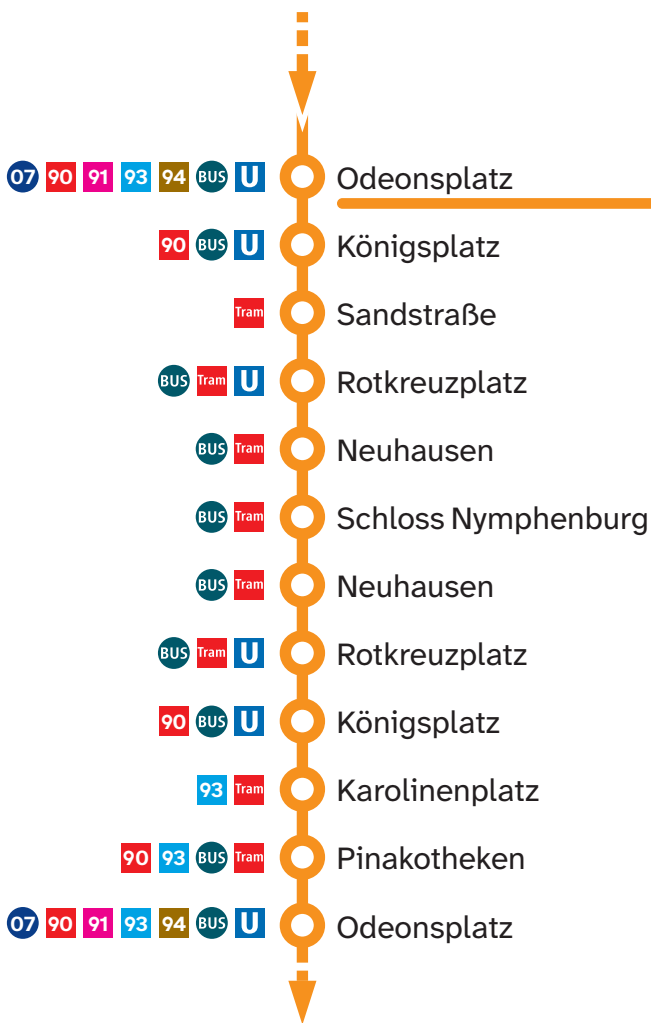 07 90 91 93 94 BUS U Odeonsplatz
90 BUS U Königsplatz
Tram Sandstraße
BUS Tram U Rotkreuzplatz
BUS Tram Neuhausen
BUS Tram Schloss Nymphenburg
BUS Tram Neuhausen
BUS Tram U Rotkreuzplatz
90 BUS U Königsplatz
93 Tram Karolinenplatz
90 93 BUS Tram Pinakotheken
07 90 91 93 94 BUS U Odeonsplatz